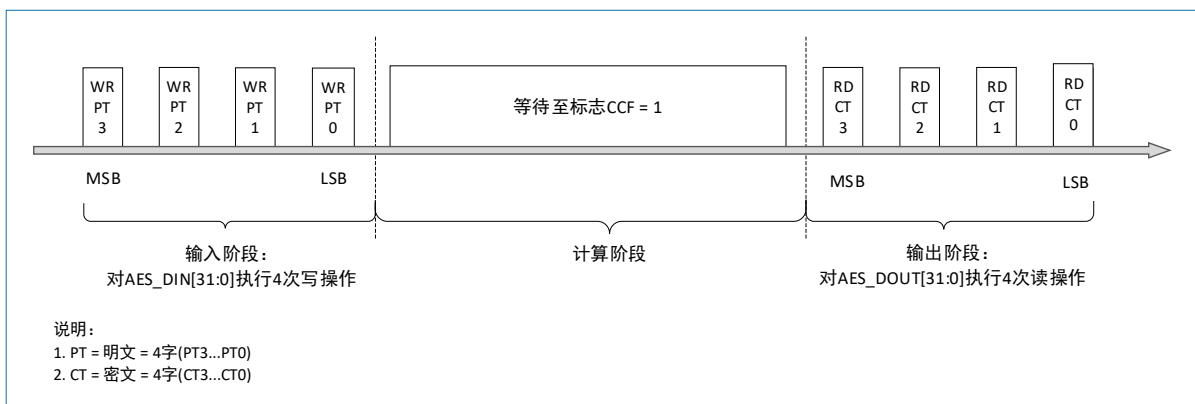 WR
PT
3
WR
PT
2
WR
PT
1
WR
PT
0
等待至标志CCF = 1
RD
CT
3
RD
CT
2
RD
CT
1
RD
CT
0
MSB
LSB
MSB
LSB
输入阶段：
对AES_DIN[31:0]执行4次写操作
计算阶段
输出阶段：
对AES_DOUT[31:0]执行4次读操作
说明：
1. PT = 明文 = 4字(PT3...PT0)
2. CT = 密文 = 4字(CT3...CT0)